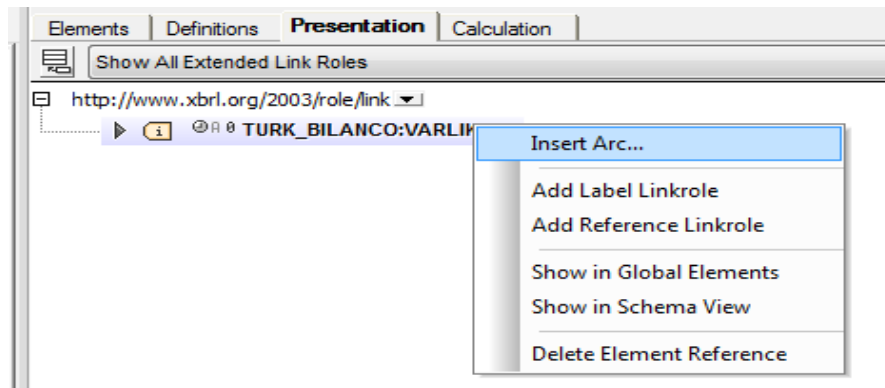 Elements Definitions Presentation Calculation
Show All Extended Link Roles
http://www.xbrl.org/2003/role/link
TURK_BILANCO:VARLIK
Insert Arc...
Add Label Linkrole
Add Reference Linkrole
Show in Global Elements
Show in Schema View
Delete Element Reference